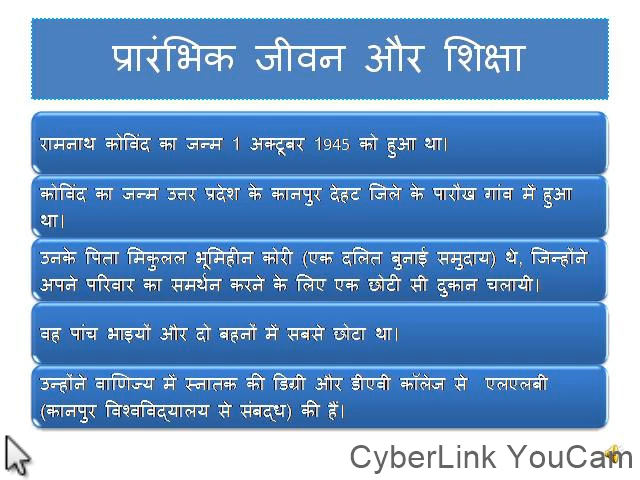 प्रारंभिक जीवन और शिक्षा
रामनाथ कोविंद का जन्म 1 अक्टूबर 1945 को हुआ था।
कोविंद का जन्म उत्तर प्रदेश के कानपुर देहट जिले के पारौख गांव में हुआ
था।
उनके पिता मिकुलल भूमिहीन कोरी (एक दलित बुनाई समुदाय) थे, जिन्होंने
अपने परिवार का समर्थन करने के लिए एक छोटी सी दुकान चलायी।
वह पांच भाइयों और दो बहनों में सबसे छोटा था।
उन्होंने वाणिज्य में स्नातक की डिग्री और डीएवी कॉलेज से एलएलबी
(कानपुर विश्वविद्यालय से संबद्ध) की हैं।
CyberLink YouCam